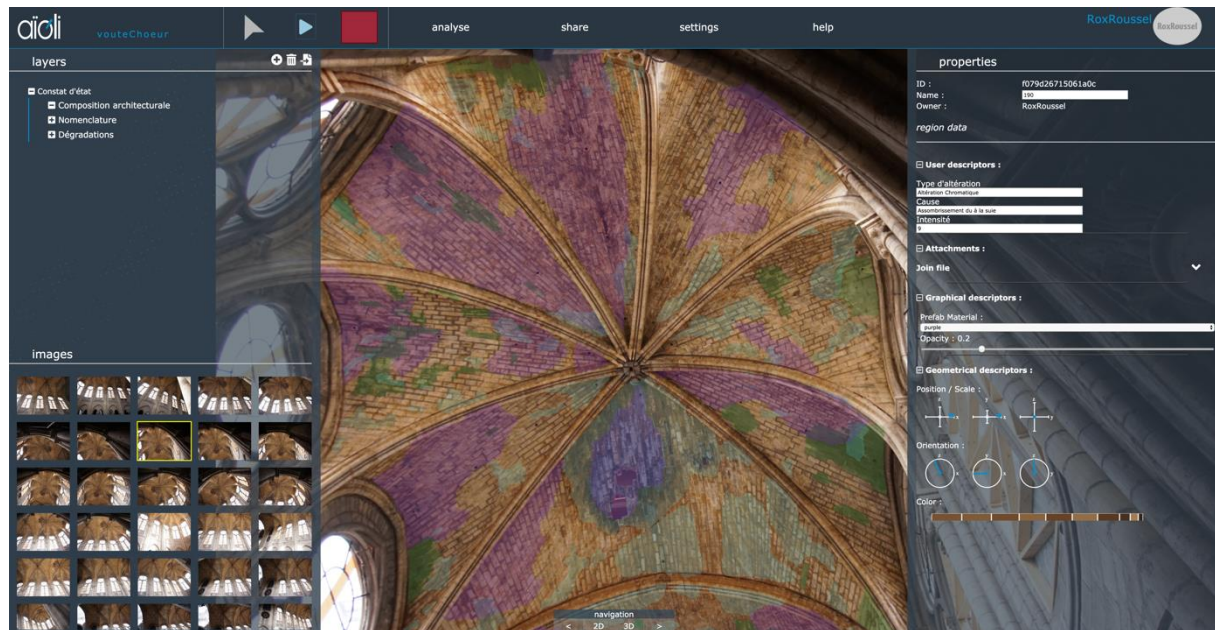 aïoli
vouteChoeur
analyse
share
settings
help
RoxRoussel
RoxRoussel
layers
Constat d'état
Composition architecturale
Nomenclature
Dégradations
images
navigation
< 2D 3D >
properties
ID : f079d26715061a0c
Name : 190
Owner : RoxRoussel
region data
User descriptors :
Type d'altération
Altération Chromatique
Cause
Assombrissement du à la suie
Intensité
9
Attachments :
Join file
Graphical descriptors :
Prefab Material :
purple
Opacity : 0.2
Geometrical descriptors :
Position / Scale :
Orientation :
Color :